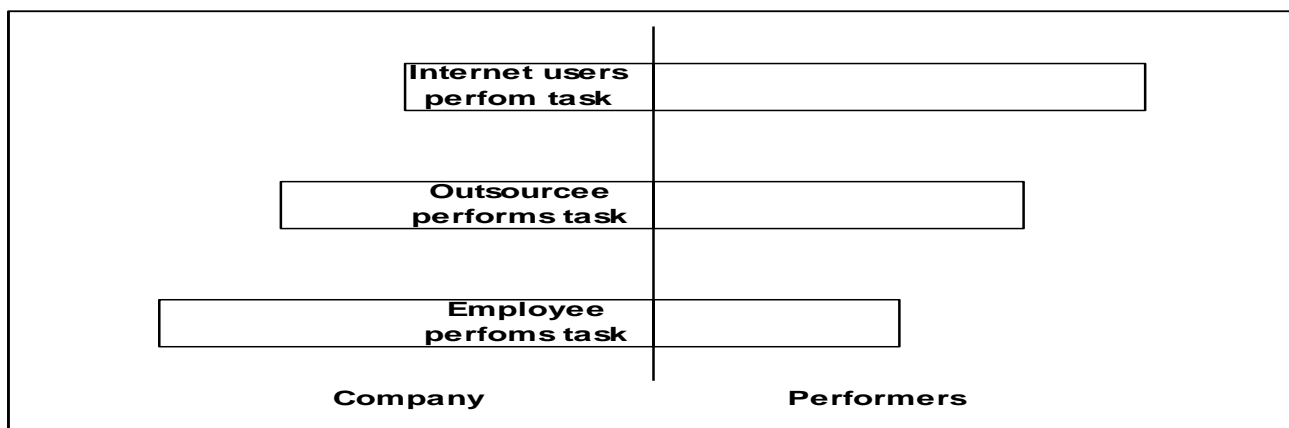 Internet users
perfom task
Outsourcee
performs task
Employee
perfoms task
Company
Performers